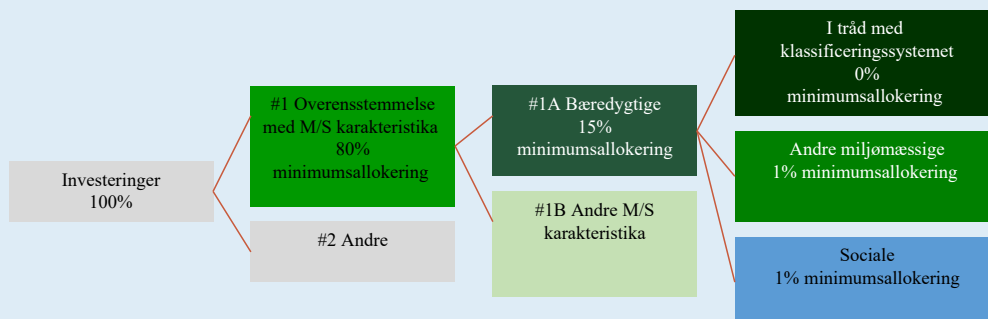 Investeringer
100%
#1 Overensstemmelse
med M/S karakteristika
80%
minimumsallokering
#2 Andre
#1A Bæredygtige
15%
minimumsallokering
#1B Andre M/S
karakteristika
I tråd med
klassificeringssystemet
0%
minimumsallokering
Andre miljømæssige
1% minimumsallokering
Sociale
1% minimumsallokering